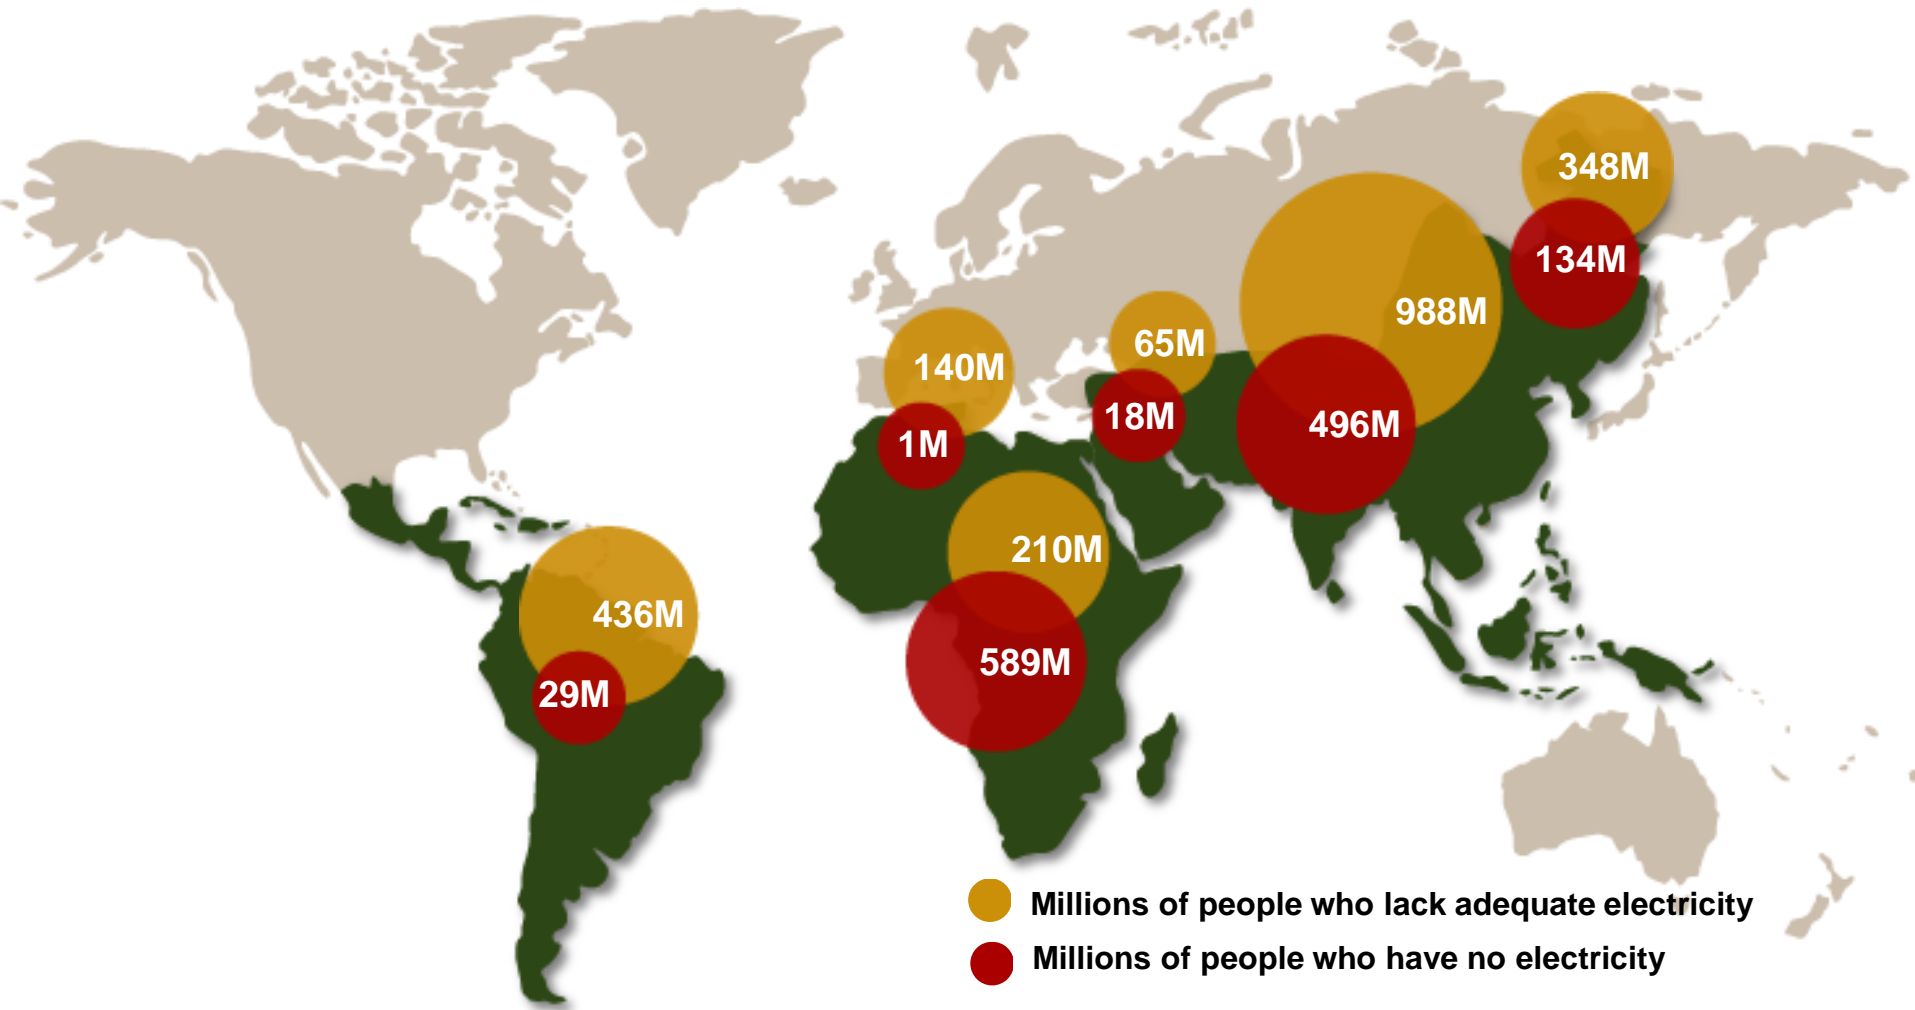 348M
134M
988M
140M
65M
496M
18M
1M
210M
436M
589M
29M
Millions of people who lack adequate electricity
Millions of people who have no electricity